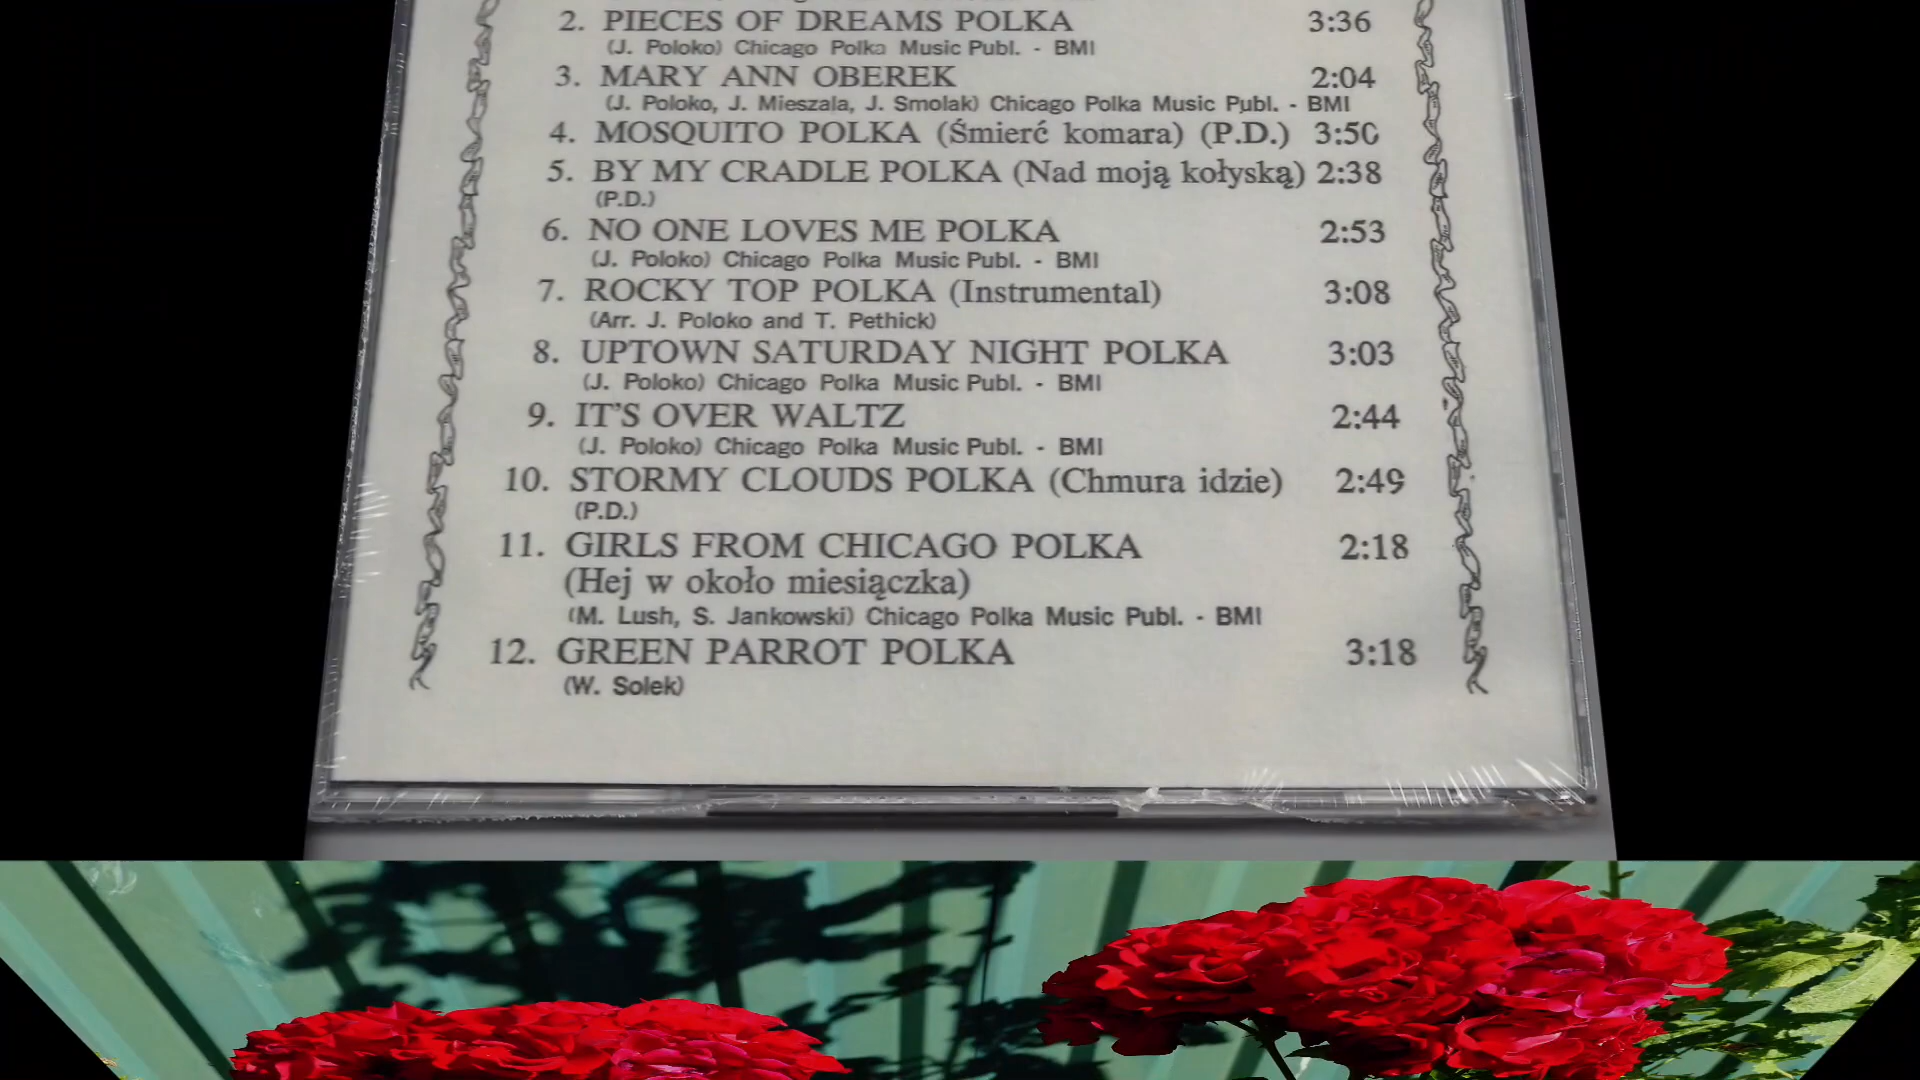 2. PIECES OF DREAMS POLKA 3:36
(J. Poloko) Chicago Polka Music Publ. - BMI
3. MARY ANN OBEREK 2:04
(J. Poloko, J. Mieszala, J. Smolak) Chicago Polka Music Publ. - BMI
4. MOSQUITO POLKA (Śmierć komara) (P.D.) 3:50
5. BY MY CRADLE POLKA (Nad moją kołyską) 2:38
(P.D.)
6. NO ONE LOVES ME POLKA 2:53
(J. Poloko) Chicago Polka Music Publ. - BMI
7. ROCKY TOP POLKA (Instrumental) 3:08
(Arr. J. Poloko and T. Pethick)
8. UPTOWN SATURDAY NIGHT POLKA 3:03
(J. Poloko) Chicago Polka Music Publ. - BMI
9. IT'S OVER WALTZ 2:44
(J. Poloko) Chicago Polka Music Publ. - BMI
10. STORMY CLOUDS POLKA (Chmura idzie) 2:49
(P.D.)
11. GIRLS FROM CHICAGO POLKA 2:18
(Hej w około miesiączka)
(M. Lush, S. Jankowski) Chicago Polka Music Publ. - BMI
12. GREEN PARROT POLKA 3:18
(W. Solek)